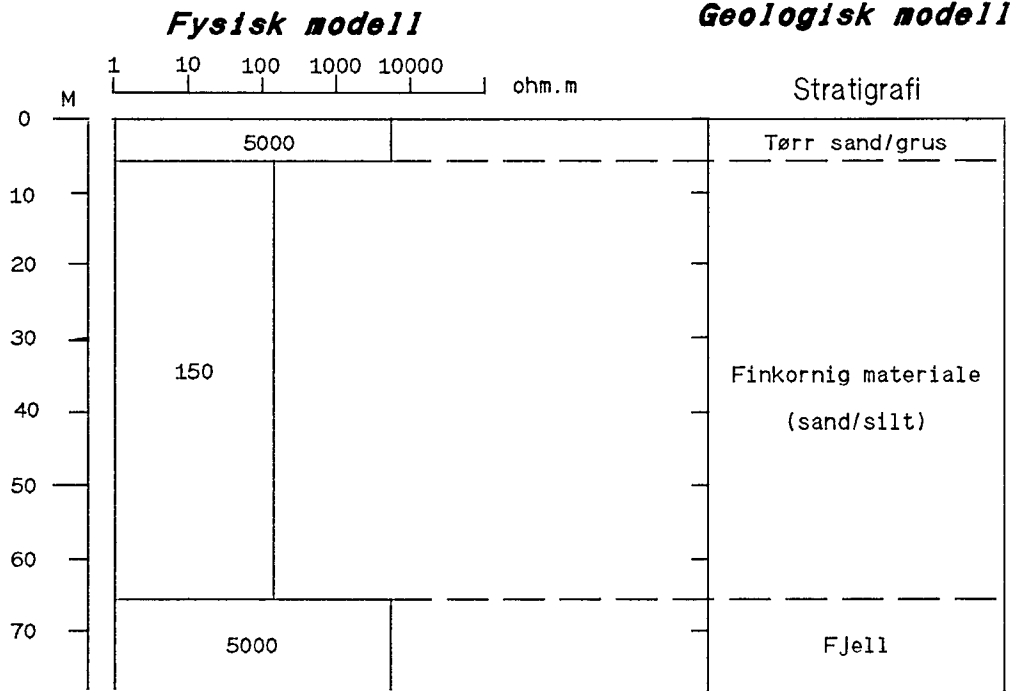 Fysisk modell
Geologisk modell
1 10 100 1000 10000
ohm.m
M
Stratigrafi
0
5000
Tørr sand/grus
10
20
30
150
Finkornig materiale
40
(sand/silt)
50
60
70
5000
Fjell